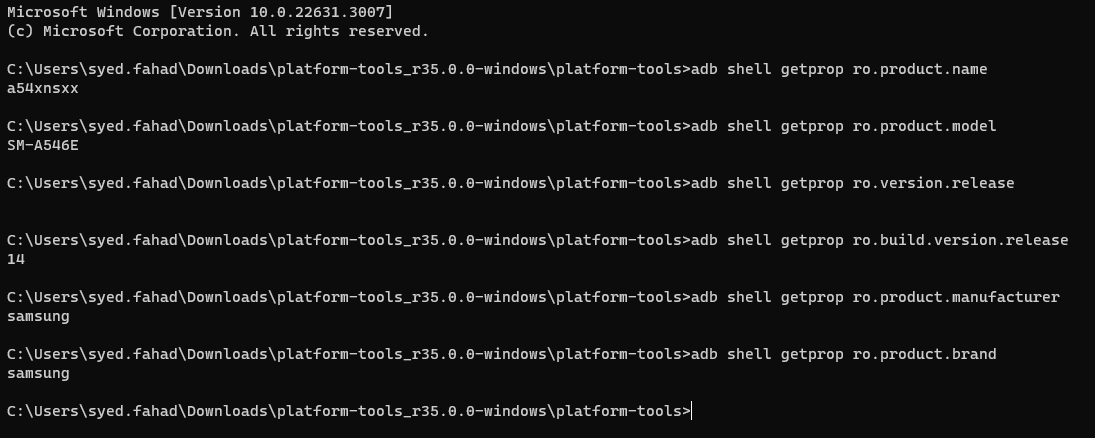 Microsoft Windows [Version 10.0.22631.3007]
(c) Microsoft Corporation. All rights reserved.
C:\Users\syed.fahad\Downloads\platform-tools_r35.0.0-windows\platform-tools>adb shell getprop ro.product.name
a54xnsxx
C:\Users\syed.fahad\Downloads\platform-tools_r35.0.0-windows\platform-tools>adb shell getprop ro.product.model
SM-A546E
C:\Users\syed.fahad\Downloads\platform-tools_r35.0.0-windows\platform-tools>adb shell getprop ro.version.release
C:\Users\syed.fahad\Downloads\platform-tools_r35.0.0-windows\platform-tools>adb shell getprop ro.build.version.release
14
C:\Users\syed.fahad\Downloads\platform-tools_r35.0.0-windows\platform-tools>adb shell getprop ro.product.manufacturer
samsung
C:\Users\syed.fahad\Downloads\platform-tools_r35.0.0-windows\platform-tools>adb shell getprop ro.product.brand
samsung
C:\Users\syed.fahad\Downloads\platform-tools_r35.0.0-windows\platform-tools>